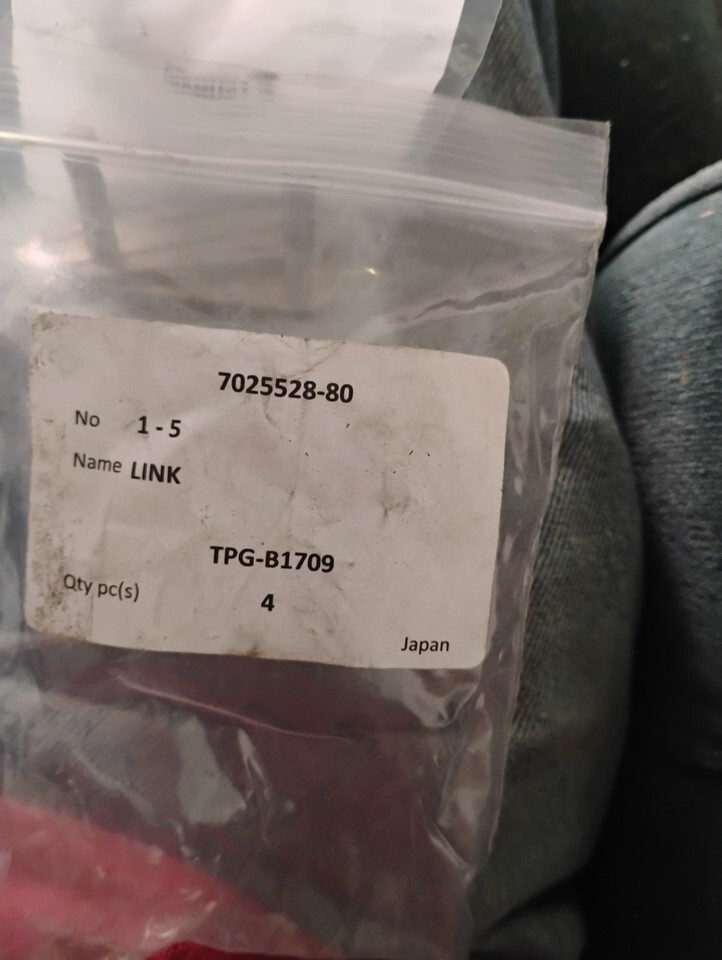 7025528-80
No 1 - 5
Name LINK
TPG-B1709
Qty pc(s) 4
Japan